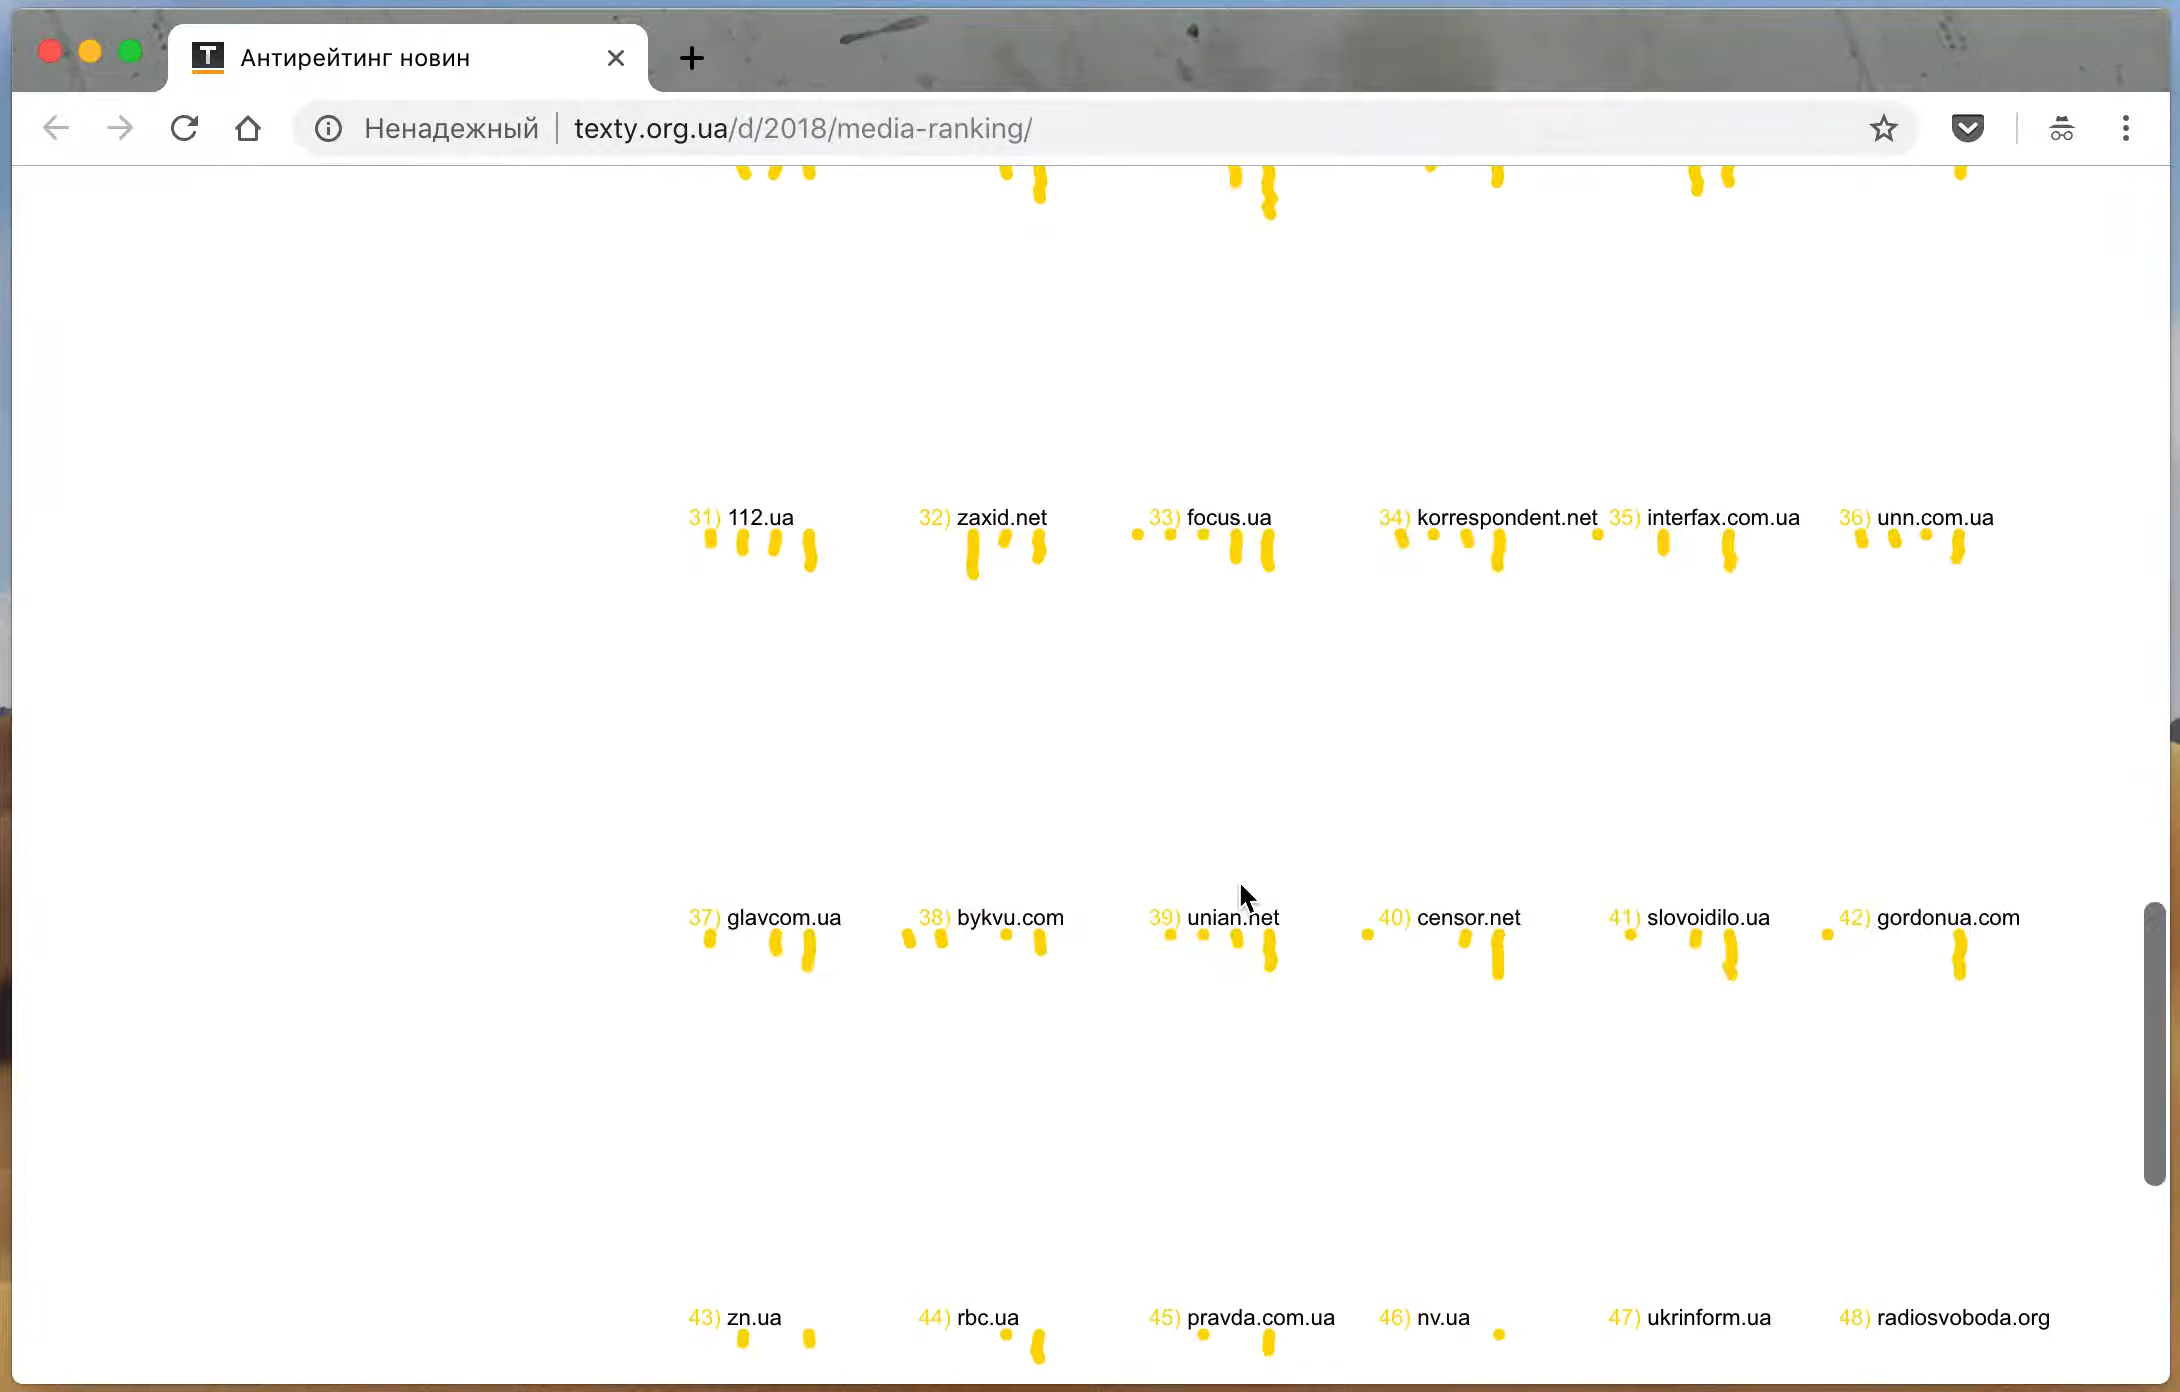 Антирейтинг новин
Ненадежный texty.org.ua/d/2018/media-ranking/
31) 112.ua 32) zaxid.net 33) focus.ua 34) korrespondent.net 35) interfax.com.ua 36) unn.com.ua
37) glavcom.ua 38) bykvu.com 39) unian.net 40) censor.net 41) slovoidilo.ua 42) gordonua.com
43) zn.ua 44) rbc.ua 45) pravda.com.ua 46) nv.ua 47) ukrinform.ua 48) radiosvoboda.org